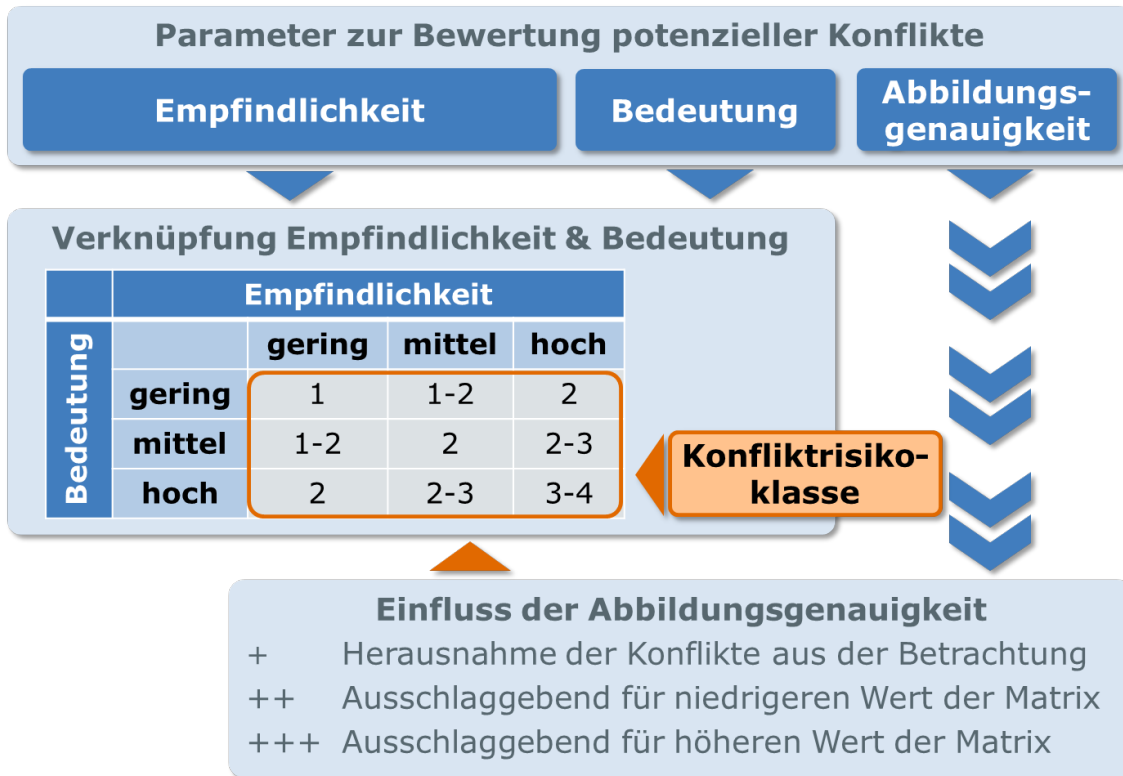 Parameter zur Bewertung potenzieller Konflikte
Empfindlichkeit
Bedeutung
Abbildungs-
genauigkeit
Verknüpfung Empfindlichkeit & Bedeutung
Empfindlichkeit
Bedeutung
gering mittel hoch
gering 1 1-2 2
mittel 1-2 2 2-3
hoch 2 2-3 3-4
Konfliktrisiko-
klasse
Einfluss der Abbildungsgenauigkeit
+ Herausnahme der Konflikte aus der Betrachtung
++ Ausschlaggebend für niedrigeren Wert der Matrix
+++ Ausschlaggebend für höheren Wert der Matrix